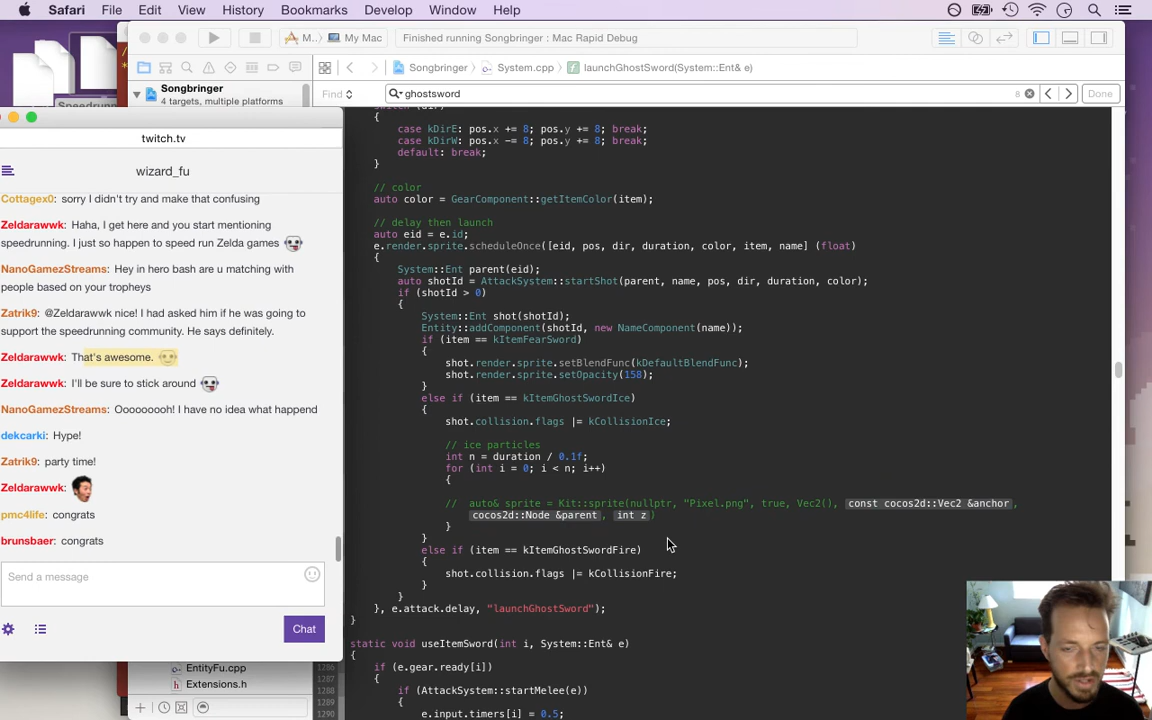 Safari File Edit View History Bookmarks Develop Window Help
M.. My Mac Finished running Songbringer : Mac Rapid Debug
Songbringer
4 targets, multiple platforms
Songbringer System.cpp launchGhostSword(System::Ent& e)
Find ghostsword 8 Done
twitch.tv
wizard_fu
Cottagex0: sorry I didn't try and make that confusing
Zeldarawwk: Haha, I get here and you start mentioning
speedrunning. I just so happen to speed run Zelda games
NanoGamezStreams: Hey in hero bash are u matching with
people based on your tropheys
Zatrik9: @Zeldarawwk nice! I had asked him if he was going to
support the speedrunning community. He says definitely.
Zeldarawwk: That's awesome.
Zeldarawwk: I'll be sure to stick around
NanoGamezStreams: Ooooooooh! I have no idea what happend
dekcarki: Hype!
Zatrik9: party time!
Zeldarawwk:
pmc4life: congrats
brunsbaer: congrats
Send a message
Chat
EntityFu.cpp
Extensions.h
{
case kDirE: pos.x += 8; pos.y += 8; break;
case kDirW: pos.x -= 8; pos.y += 8; break;
default: break;
}
// color
auto color = GearComponent::getItemColor(item);
// delay then launch
auto eid = e.id;
e.render.sprite.scheduleOnce([eid, pos, dir, duration, color, item, name] (float)
{
System::Ent parent(eid);
auto shotId = AttackSystem::startShot(parent, name, pos, dir, duration, color);
if (shotId > 0)
{
System::Ent shot(shotId);
Entity::addComponent(shotId, new NameComponent(name));
if (item == kItemFearSword)
{
shot.render.sprite.setBlendFunc(kDefaultBlendFunc);
shot.render.sprite.setOpacity(158);
}
else if (item == kItemGhostSwordIce)
{
shot.collision.flags |= kCollisionIce;
// ice particles
int n = duration / 0.1f;
for (int i = 0; i < n; i++)
{
// auto& sprite = Kit::sprite(nullptr, "Pixel.png", true, Vec2(), const cocos2d::Vec2 &anchor,
cocos2d::Node &parent, int z)
}
}
else if (item == kItemGhostSwordFire)
{
shot.collision.flags |= kCollisionFire;
}
}
}, e.attack.delay, "launchGhostSword");
}
static void useItemSword(int i, System::Ent& e)
{
1286 if (e.gear.ready[i])
1287 {
1288 if (AttackSystem::startMelee(e))
1289 {
1290 e.input.timers[i] = 0.5;